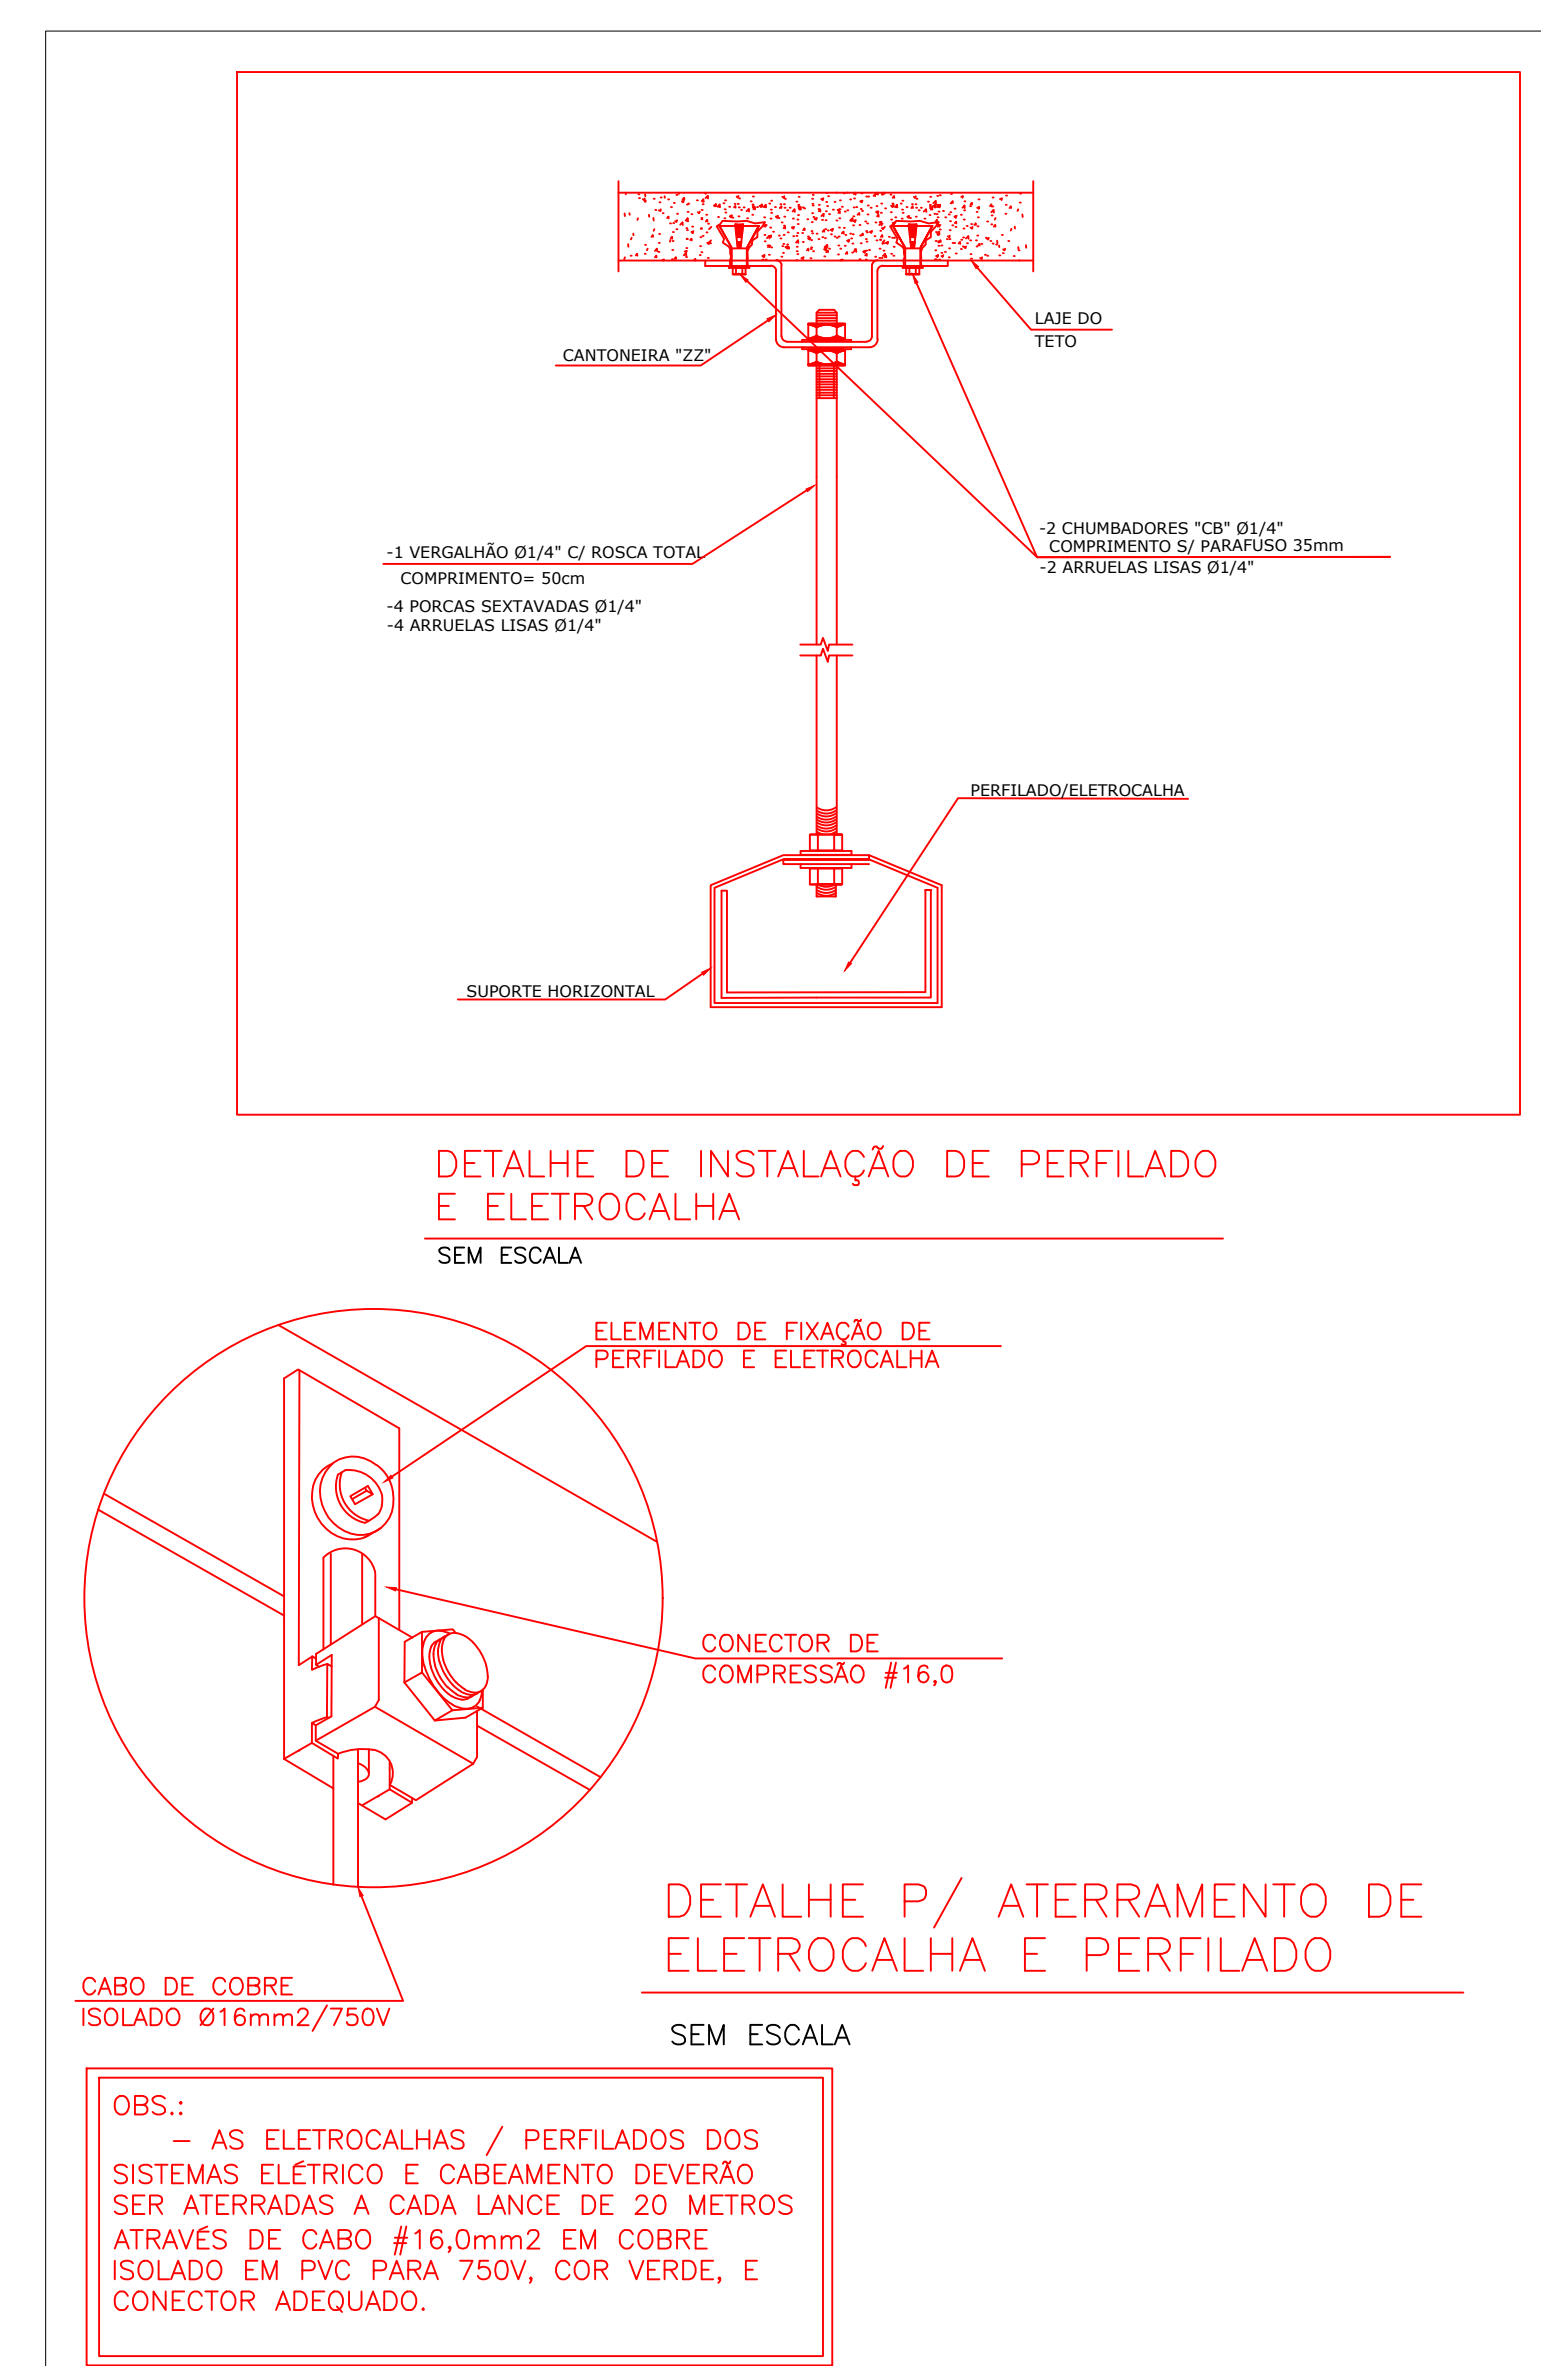 LAJE DO
TETO
CANTONEIRA "ZZ"
-2 CHUMBADORES "CB" Ø1/4"
COMPRIMENTO S/ PARAFUSO 35mm
-2 ARRUELAS LISAS Ø1/4"
-1 VERGALHÃO Ø1/4" C/ ROSCA TOTAL
COMPRIMENTO= 50cm
-4 PORCAS SEXTAVADAS Ø1/4"
-4 ARRUELAS LISAS Ø1/4"
PERFILADO/ELETROCALHA
SUPORTE HORIZONTAL
DETALHE DE INSTALAÇÃO DE PERFILADO
E ELETROCALHA
SEM ESCALA
ELEMENTO DE FIXAÇÃO DE
PERFILADO E ELETROCALHA
CONECTOR DE
COMPRESSÃO #16,0
DETALHE P/ ATERRAMENTO DE
ELETROCALHA E PERFILADO
SEM ESCALA
CABO DE COBRE
ISOLADO Ø16mm2/750V
OBS.:
- AS ELETROCALHAS / PERFILADOS DOS
SISTEMAS ELÉTRICO E CABEAMENTO DEVERÃO
SER ATERRADAS A CADA LANCE DE 20 METROS
ATRAVÉS DE CABO #16,0mm2 EM COBRE
ISOLADO EM PVC PARA 750V, COR VERDE, E
CONECTOR ADEQUADO.